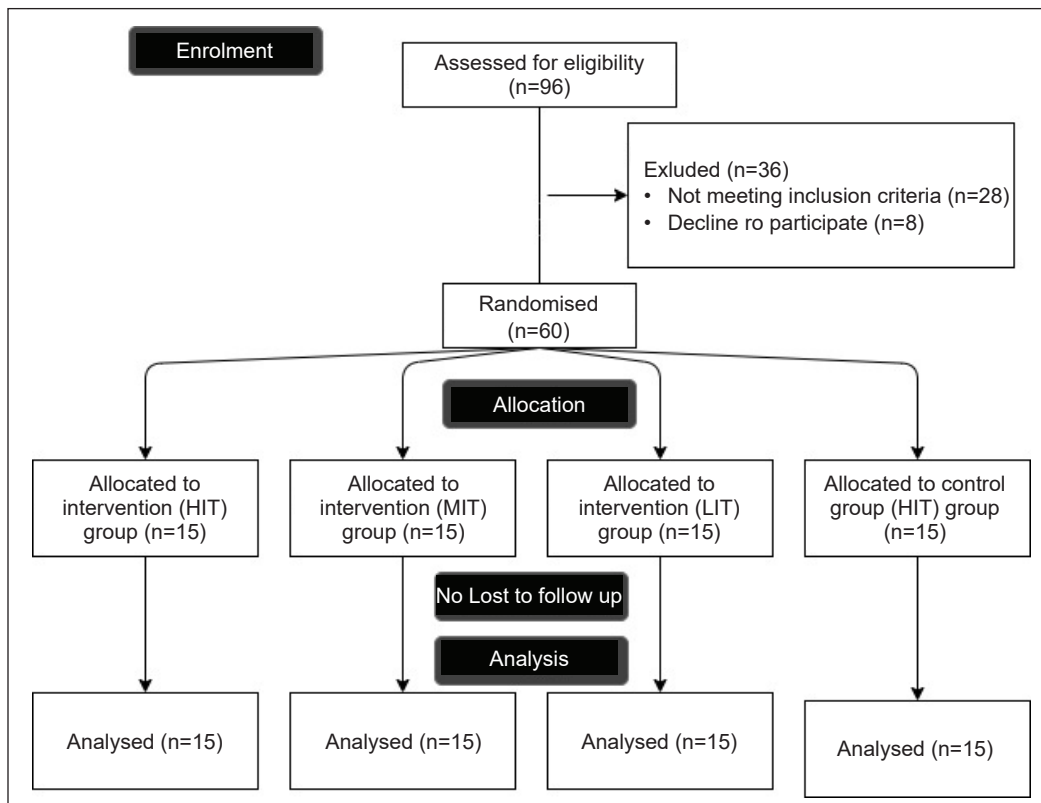 Enrolment
Assessed for eligibility
(n=96)
Exluded (n=36)
• Not meeting inclusion criteria (n=28)
• Decline ro participate (n=8)
Randomised
(n=60)
Allocation
Allocated to
intervention (HIT)
group (n=15)
Allocated to
intervention (MIT)
group (n=15)
Allocated to
intervention (LIT)
group (n=15)
Allocated to control
group (HIT) group
(n=15)
No Lost to follow up
Analysis
Analysed (n=15)
Analysed (n=15)
Analysed (n=15)
Analysed (n=15)